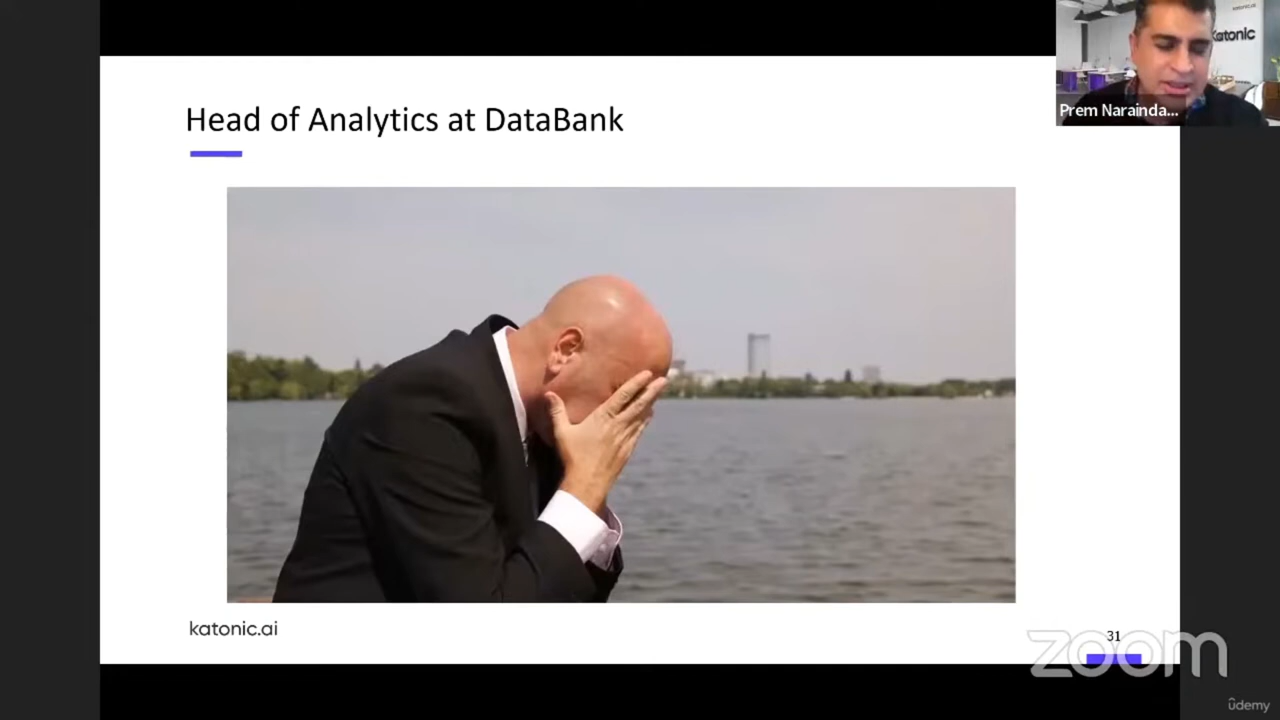 Katonic
Prem Narainda...
Head of Analytics at DataBank
katonic.ai
31
zoom
ûdemy